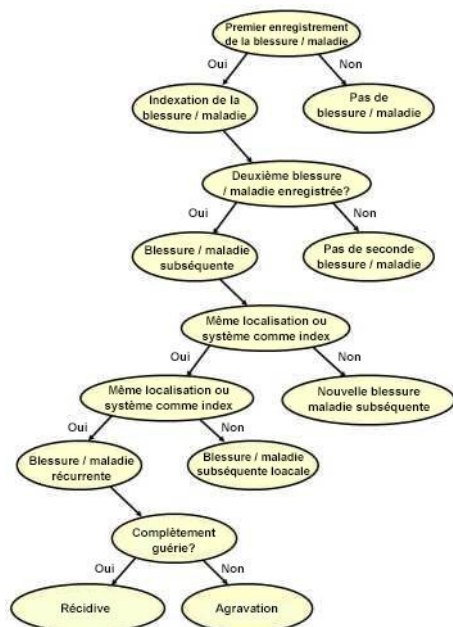 Premier enregistrement
de la blessure / maladie
Oui
Non
Indexation de la
blessure / maladie
Pas de
blessure / maladie
Deuxième blessure
/ maladie enregistrée?
Oui
Non
Blessure / maladie
subséquente
Pas de seconde
blessure / maladie
Même localisation ou
système comme index
Oui
Non
Même localisation ou
système comme index
Nouvelle blessure
maladie subséquente
Oui
Non
Blessure / maladie
récurrente
Blessure / maladie
subséquente loacale
Complètement
guérie?
Oui
Non
Récidive
Agravation